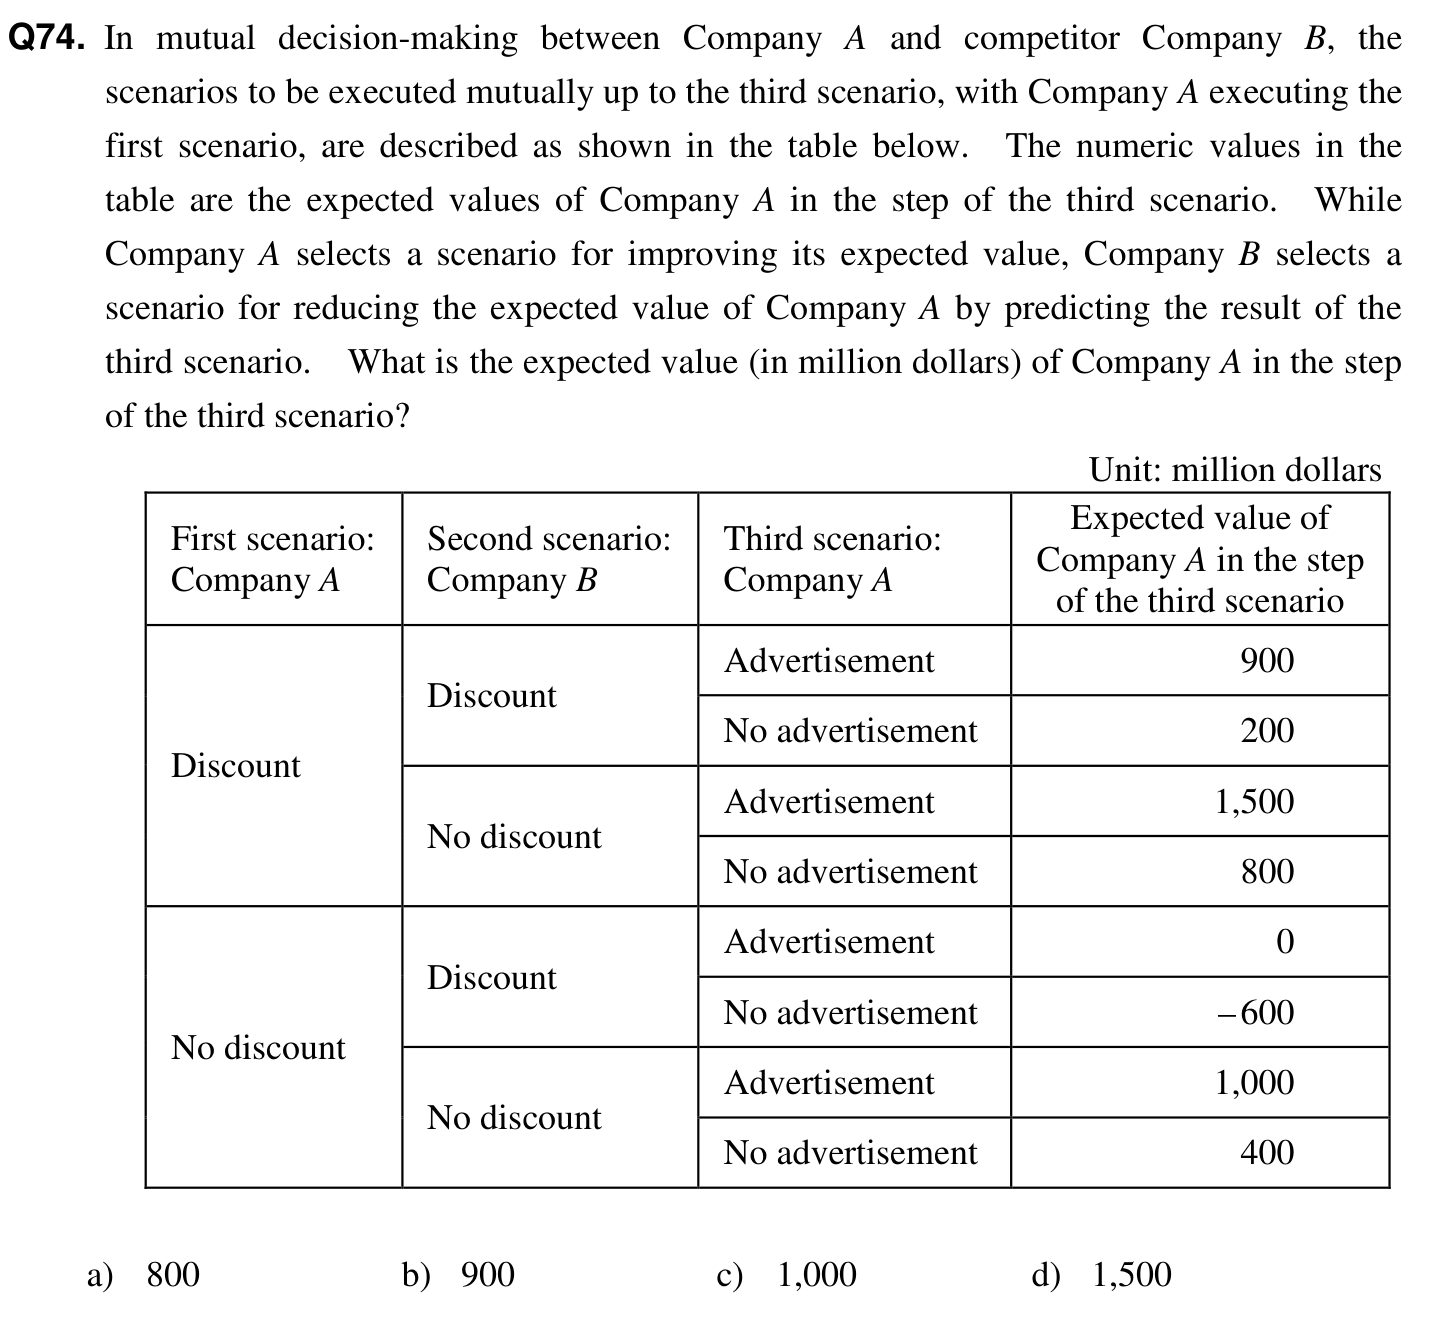 Q74. In mutual decision-making between Company A and competitor Company B, the
scenarios to be executed mutually up to the third scenario, with Company A executing the
first scenario, are described as shown in the table below. The numeric values in the
table are the expected values of Company A in the step of the third scenario. While
Company A selects a scenario for improving its expected value, Company B selects a
scenario for reducing the expected value of Company A by predicting the result of the
third scenario. What is the expected value (in million dollars) of Company A in the step
of the third scenario?
Unit: million dollars
First scenario:
Company A
Second scenario:
Company B
Third scenario:
Company A
Expected value of
Company A in the step
of the third scenario
Discount
Discount
Advertisement 900
No advertisement 200
No discount
Advertisement 1,500
No advertisement 800
No discount
Discount
Advertisement 0
No advertisement –600
No discount
Advertisement 1,000
No advertisement 400
a) 800 b) 900 c) 1,000 d) 1,500